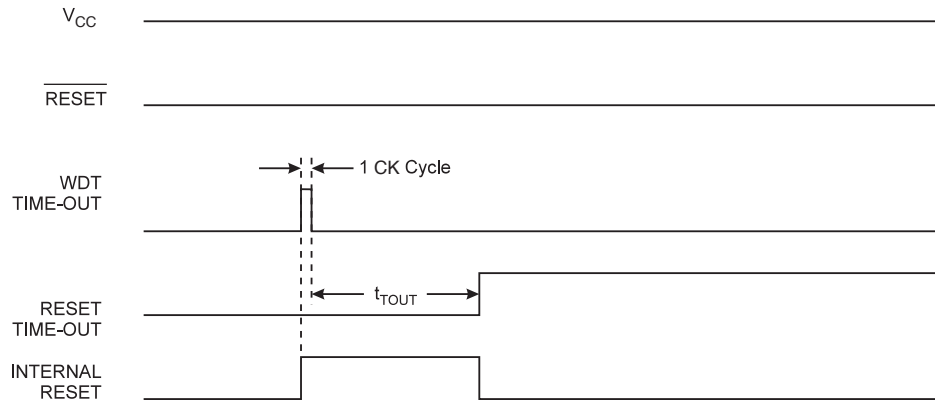 VCC
RESET
1 CK Cycle
WDT
TIME-OUT
tTOUT
RESET
TIME-OUT
INTERNAL
RESET